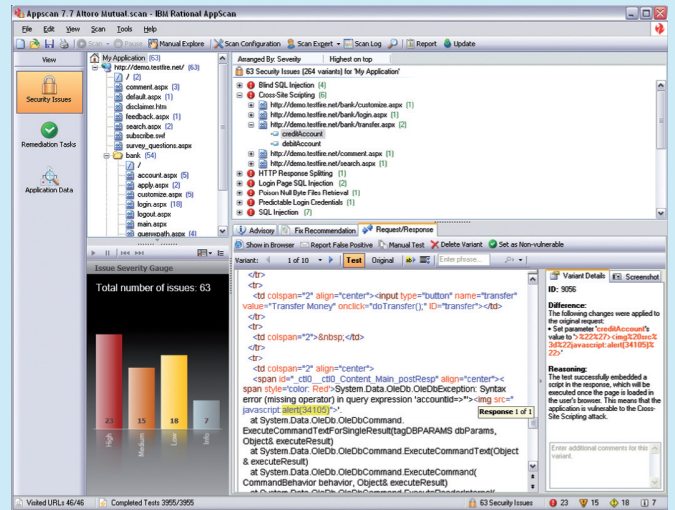 Appscan 7.7 Altoro Mutual.scan - IBM Rational AppScan
File Edit View Scan Tools Help
Scan Pause Manual Explore Scan Configuration Scan Expert Scan Log Report Update
View
Security Issues
Remediation Tasks
Application Data
My Application (63)
http://demo.testfire.net/ (63)
/ (2)
comment.aspx (3)
default.aspx (1)
disclaimer.htm
feedback.aspx (1)
search.aspx (2)
subscribe.swf
survey_questions.aspx
bank (54)
/
account.aspx (5)
apply.aspx (2)
customize.aspx (5)
login.aspx (18)
logout.aspx
main.aspx
queryxpath.aspx (4)
Arranged By: Severity Highest on top
63 Security Issues (264 variants) for 'My Application'
Blind SQL Injection (4)
Cross-Site Scripting (6)
http://demo.testfire.net/bank/customize.aspx (1)
http://demo.testfire.net/bank/login.aspx (1)
http://demo.testfire.net/bank/transfer.aspx (2)
creditAccount
debitAccount
http://demo.testfire.net/comment.aspx (1)
http://demo.testfire.net/search.aspx (1)
HTTP Response Splitting (1)
Login Page SQL Injection (2)
Poison Null Byte Files Retrieval (1)
Predictable Login Credentials (1)
SQL Injection (7)
Advisory Fix Recommendation Request/Response
Show in Browser Report False Positive Manual Test Delete Variant Set as Non-vulnerable
Variant: 1 of 10 Test Original ab Enter phrase...
Issue Severity Gauge
Total number of issues: 63
23 15 18 7
High Medium Low Info
</tr>
<tr>
<td colspan="2" align="center"><input type="button" name="transfer"
value="Transfer Money" onclick="doTransfer();" ID="transfer"></td>
</tr>
<tr>
<td colspan="2">&nbsp;</td>
</tr>
<tr>
<td colspan="2" align="center">
<span id="_ctl0__ctl0_Content_Main_postResp" align="center"><
span style='color: Red'>System.Data.OleDb.OleDbException: Syntax
error (missing operator) in query expression 'accountid=>"'><img src="
javascript:alert(34105)">'.
at System.Data.OleDb.OleDbCommand.
ExecuteCommandTextForSingleResult(tagDBPARAMS dbParams,
Object& executeResult)
at System.Data.OleDb.OleDbCommand.ExecuteCommandText(Object
& executeResult)
at System.Data.OleDb.OleDbCommand.ExecuteCommand(
CommandBehavior behavior, Object& executeResult)
at System.Data.OleDb.OleDbCommand.ExecuteReaderInternal(
Response 1 of 1
Variant Details Screenshot
ID: 9056
Difference:
The following changes were applied to
the original request:
• Set parameter 'creditAccount's
value to '>%22%27><img%20src%
3d%22javascript:alert(34105)%
22>'
Reasoning:
The test successfully embedded a
script in the response, which will be
executed once the page is loaded in
the user's browser. This means that the
application is vulnerable to the Cross-
Site Scripting attack.
Enter additional comments for this
variant.
Visited URLs 46/46 Completed Tests 3955/3955 63 Security Issues 23 15 18 7